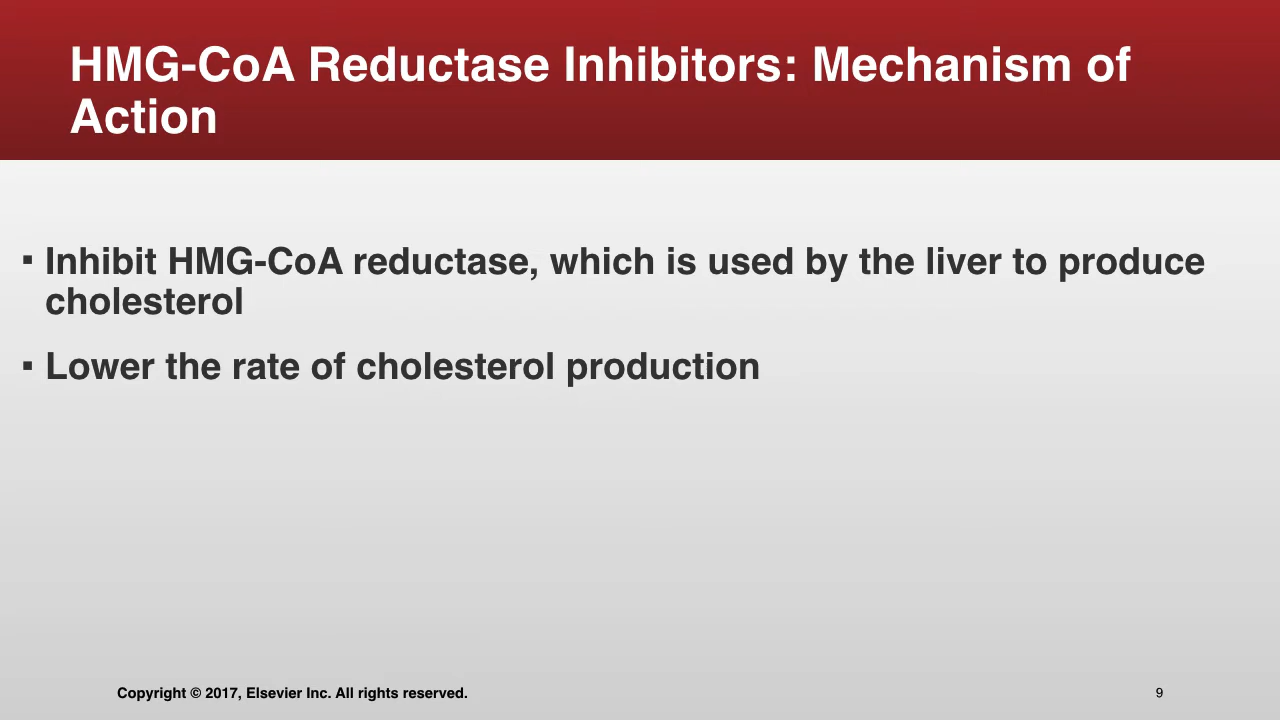 HMG-CoA Reductase Inhibitors: Mechanism of
Action
▪ Inhibit HMG-CoA reductase, which is used by the liver to produce
cholesterol
▪ Lower the rate of cholesterol production
Copyright © 2017, Elsevier Inc. All rights reserved.
9